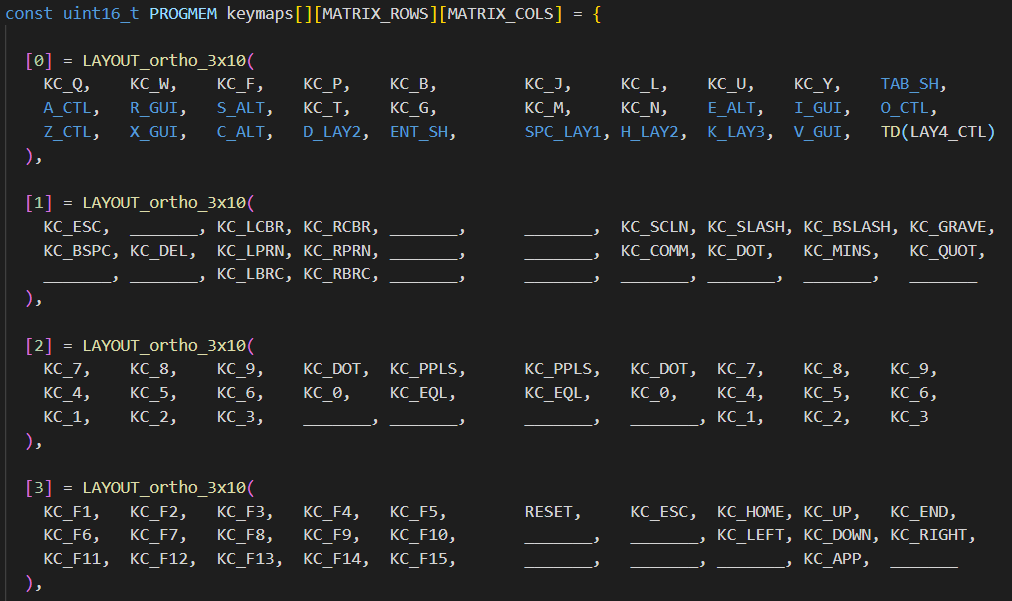 const uint16_t PROGMEM keymaps[][MATRIX_ROWS][MATRIX_COLS] = {
[0] = LAYOUT_ortho_3x10(
KC_Q, KC_W, KC_F, KC_P, KC_B, KC_J, KC_L, KC_U, KC_Y, TAB_SH,
A_CTL, R_GUI, S_ALT, KC_T, KC_G, KC_M, KC_N, E_ALT, I_GUI, O_CTL,
Z_CTL, X_GUI, C_ALT, D_LAY2, ENT_SH, SPC_LAY1, H_LAY2, K_LAY3, V_GUI, TD(LAY4_CTL)
),
[1] = LAYOUT_ortho_3x10(
KC_ESC, _______, KC_LCBR, KC_RCBR, _______, _______, KC_SCLN, KC_SLASH, KC_BSLASH, KC_GRAVE,
KC_BSPC, KC_DEL, KC_LPRN, KC_RPRN, _______, _______, KC_COMM, KC_DOT, KC_MINS, KC_QUOT,
_______, _______, KC_LBRC, KC_RBRC, _______, _______, _______, _______, _______, _______
),
[2] = LAYOUT_ortho_3x10(
KC_7, KC_8, KC_9, KC_DOT, KC_PPLS, KC_PPLS, KC_DOT, KC_7, KC_8, KC_9,
KC_4, KC_5, KC_6, KC_0, KC_EQL, KC_EQL, KC_0, KC_4, KC_5, KC_6,
KC_1, KC_2, KC_3, _______, _______, _______, _______, KC_1, KC_2, KC_3
),
[3] = LAYOUT_ortho_3x10(
KC_F1, KC_F2, KC_F3, KC_F4, KC_F5, RESET, KC_ESC, KC_HOME, KC_UP, KC_END,
KC_F6, KC_F7, KC_F8, KC_F9, KC_F10, _______, _______, KC_LEFT, KC_DOWN, KC_RIGHT,
KC_F11, KC_F12, KC_F13, KC_F14, KC_F15, _______, _______, _______, KC_APP, _______
),